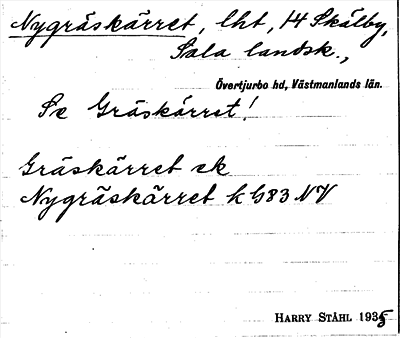 Nygräskärret, lht, 14 Skälby,
Sala landsk.,
Övertjurbo hd, Västmanlands län.
Se Gräskärret!
Gräskärret ek
Nygräskärret k G83 NV
HARRY STÅHL 1935